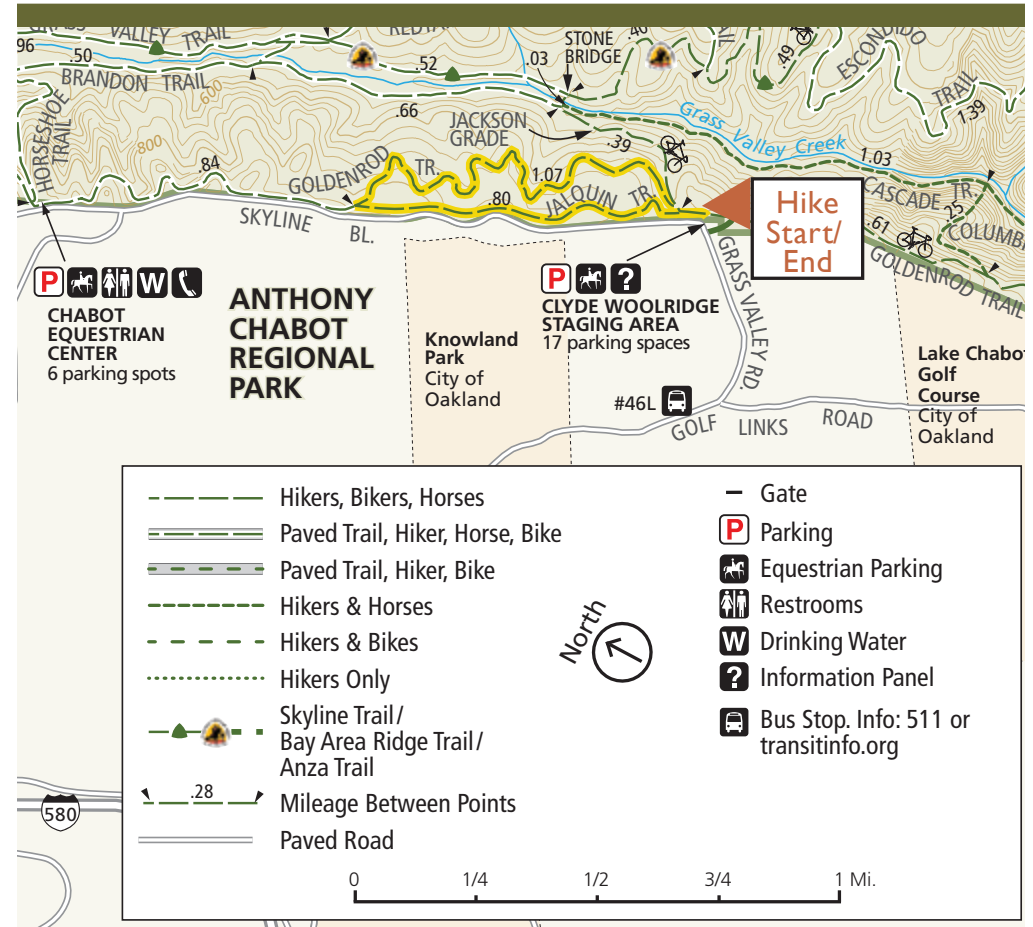 GRASS VALLEY TRAIL
.96
.50
BRANDON TRAIL
600
800
HORSESHOE
TRAIL
.84
.52
.66
.03
STONE
BRIDGE
JACKSON
GRADE
.39
GOLDENROD TR.
1.07
.80
JALQUIN TR.
SKYLINE BL.
.49
ESCONDIDO
TRAIL
1.39
Grass Valley Creek
1.03
CASCADE TR.
.25
.61
GOLDENROD TRAIL
Hike
Start/
End
P
W
CHABOT
EQUESTRIAN
CENTER
6 parking spots
ANTHONY
CHABOT
REGIONAL
PARK
Knowland
Park
City of
Oakland
P
?
CLYDE WOOLRIDGE
STAGING AREA
17 parking spaces
GRASS VALLEY RD.
#46L
GOLF LINKS ROAD
Lake Chabot
Golf
Course
City of
Oakland
Hikers, Bikers, Horses
Paved Trail, Hiker, Horse, Bike
Paved Trail, Hiker, Bike
Hikers & Horses
Hikers & Bikes
Hikers Only
Skyline Trail/
Bay Area Ridge Trail/
Anza Trail
.28
Mileage Between Points
Paved Road
North
Gate
P Parking
Equestrian Parking
Restrooms
W Drinking Water
? Information Panel
Bus Stop. Info: 511 or
transitinfo.org
580
0 1/4 1/2 3/4 1 Mi.